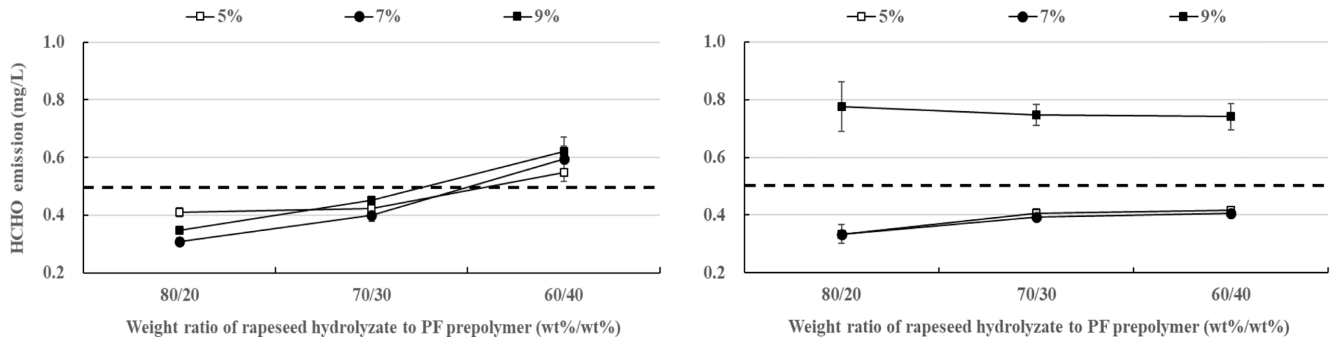 5% 7% 9%
HCHO emission (mg/L)
1.0
0.8
0.6
0.4
0.2
80/20 70/30 60/40
Weight ratio of rapeseed hydrolyzate to PF prepolymer (wt%/wt%)
5% 7% 9%
1.0
0.8
0.6
0.4
0.2
80/20 70/30 60/40
Weight ratio of rapeseed hydrolyzate to PF prepolymer (wt%/wt%)